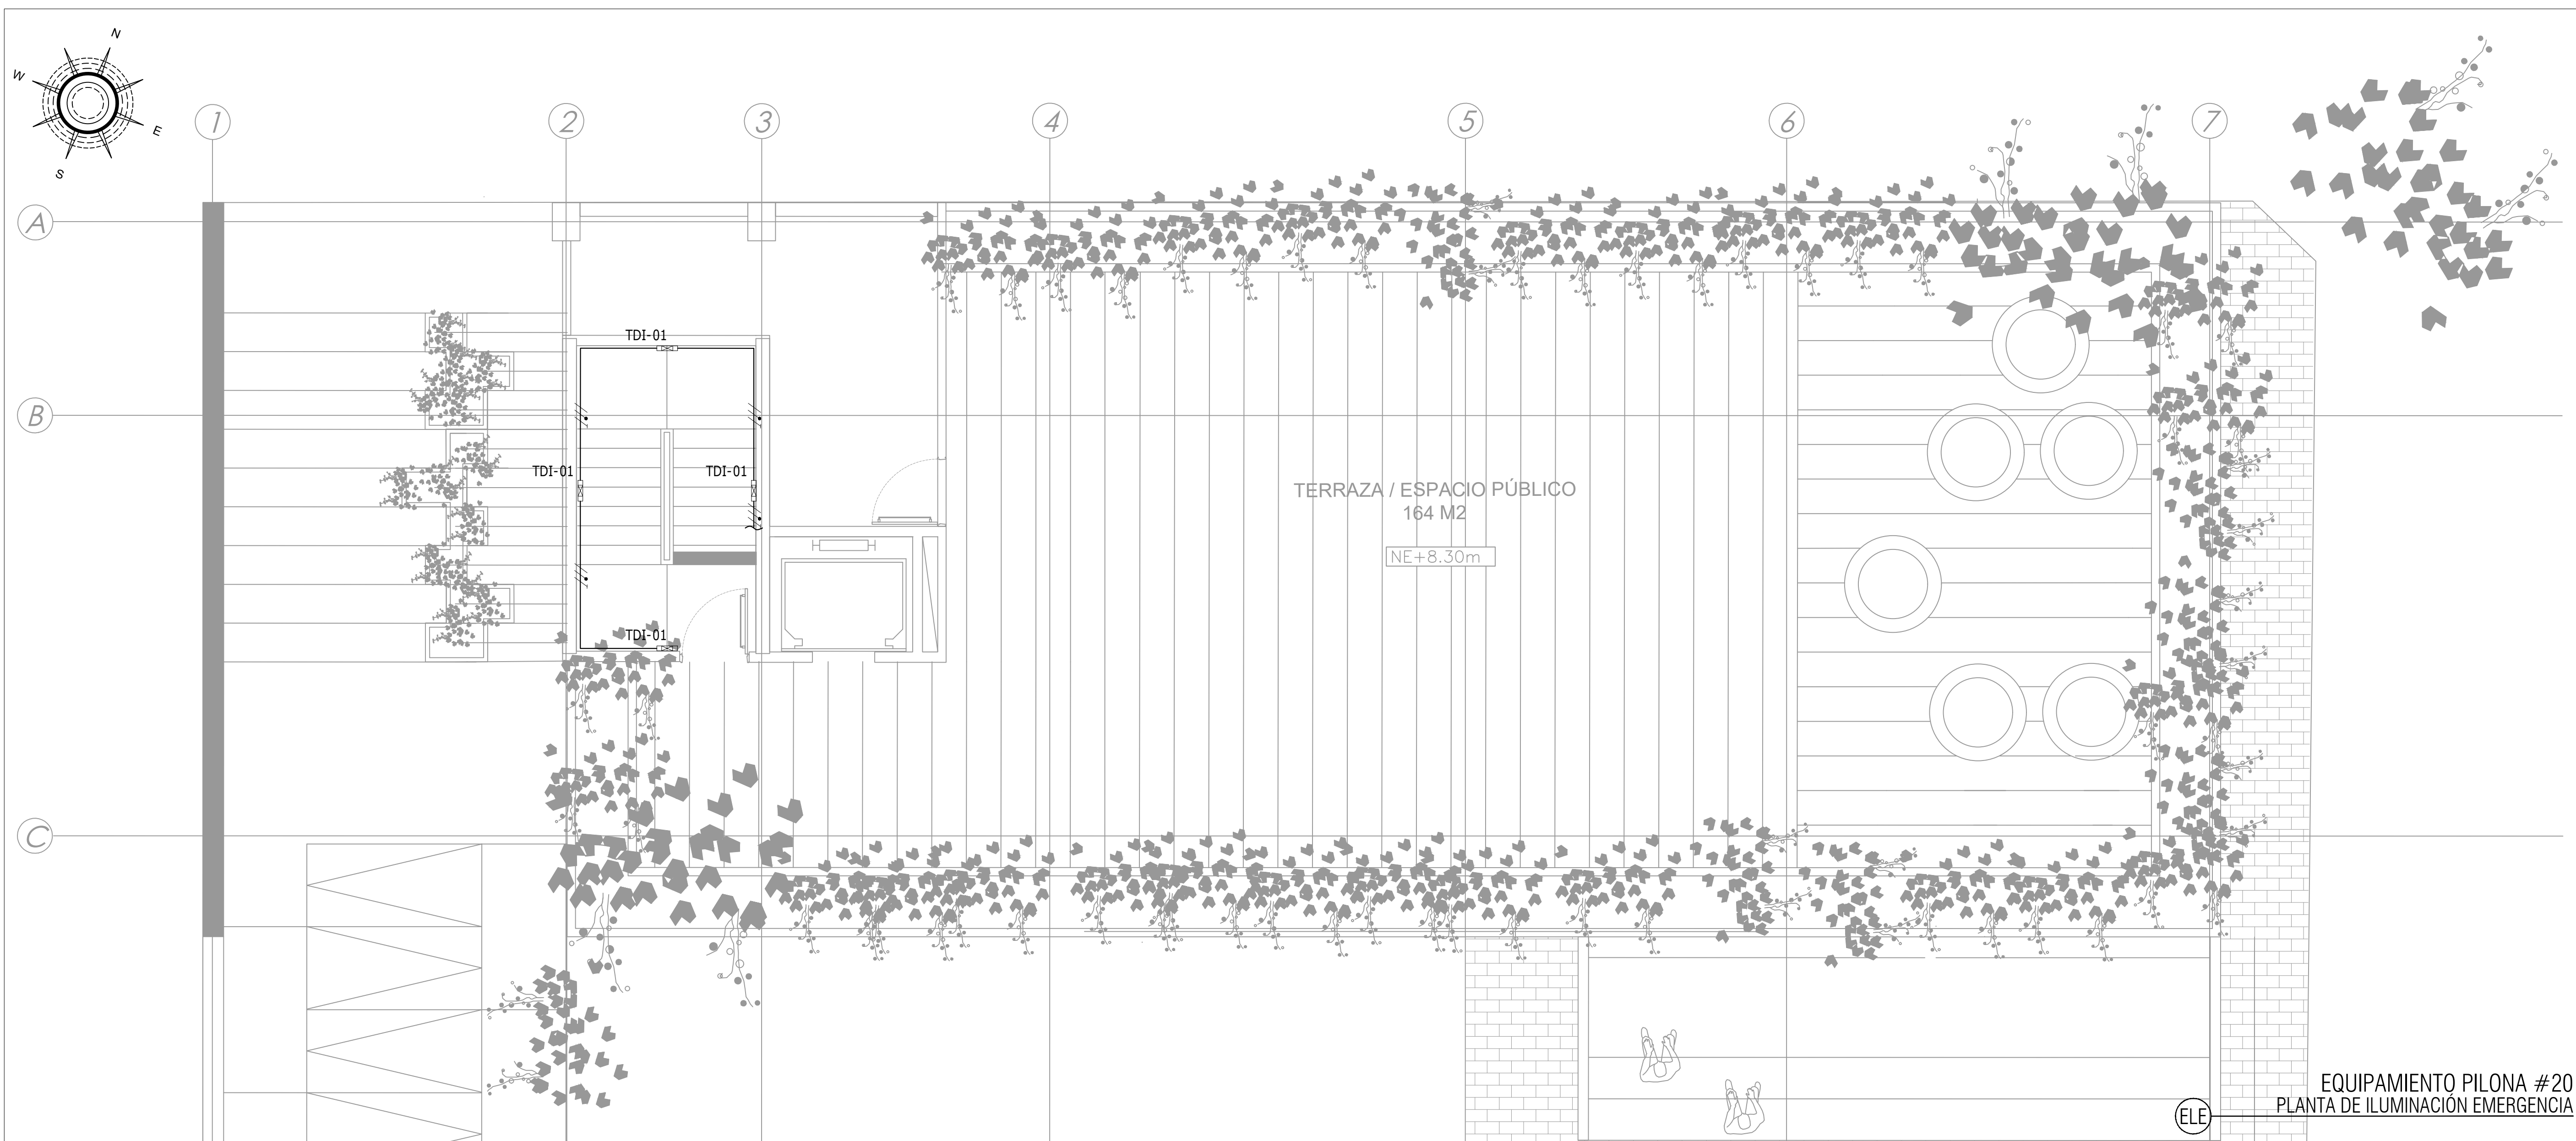 N
W
E
S
1
2
3
4
5
6
7
A
TDI-01
B
TDI-01
TDI-01
TERRAZA / ESPACIO PÚBLICO
164 M2
NE+8.30m
TDI-01
C
EQUIPAMIENTO PILONA #20
PLANTA DE ILUMINACIÓN EMERGENCIA
ELE